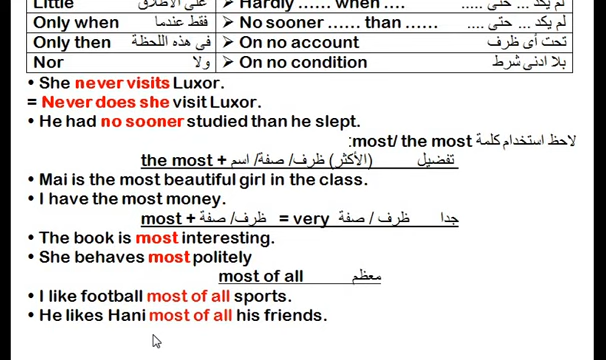 Little على الاطلاق ➢ Hardly ...... when .... لم يكد ... حتى .....
Only when فقط عندما ➢ No sooner ...... than ...... لم يكد ... حتى ....
Only then فى هذه اللحظة ➢ On no account تحت أى ظرف
Nor ولا ➢ On no condition بلا ادنى شرط
• She never visits Luxor.
= Never does she visit Luxor.
• He had no sooner studied than he slept.
لاحظ استخدام كلمة most/ the most:
the most + ظرف/ صفة/ اسم (الأكثر) تفضيل
• Mai is the most beautiful girl in the class.
• I have the most money.
most + ظرف/ صفة = very ظرف / صفة جدا
• The book is most interesting.
• She behaves most politely
most of all معظم
• I like football most of all sports.
• He likes Hani most of all his friends.